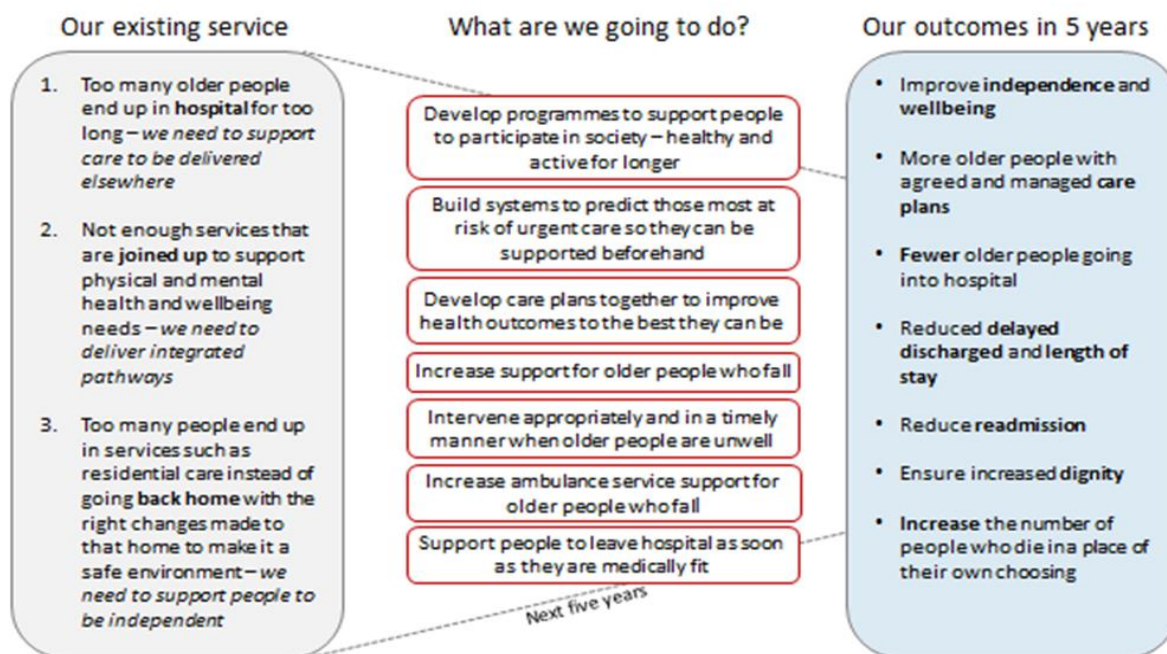 Our existing service
1. Too many older people
end up in hospital for too
long – we need to support
care to be delivered
elsewhere
2. Not enough services that
are joined up to support
physical and mental
health and wellbeing
needs – we need to
deliver integrated
pathways
3. Too many people end up
in services such as
residential care instead of
going back home with the
right changes made to
that home to make it a
safe environment – we
need to support people to
be independent
What are we going to do?
Develop programmes to support people
to participate in society – healthy and
active for longer
Build systems to predict those most at
risk of urgent care so they can be
supported beforehand
Develop care plans together to improve
health outcomes to the best they can be
Increase support for older people who fall
Intervene appropriately and in a timely
manner when older people are unwell
Increase ambulance service support for
older people who fall
Support people to leave hospital as soon
as they are medically fit
Next five years
Our outcomes in 5 years
• Improve independence and
wellbeing
• More older people with
agreed and managed care
plans
• Fewer older people going
into hospital
• Reduced delayed
discharged and length of
stay
• Reduce readmission
• Ensure increased dignity
• Increase the number of
people who die in a place of
their own choosing